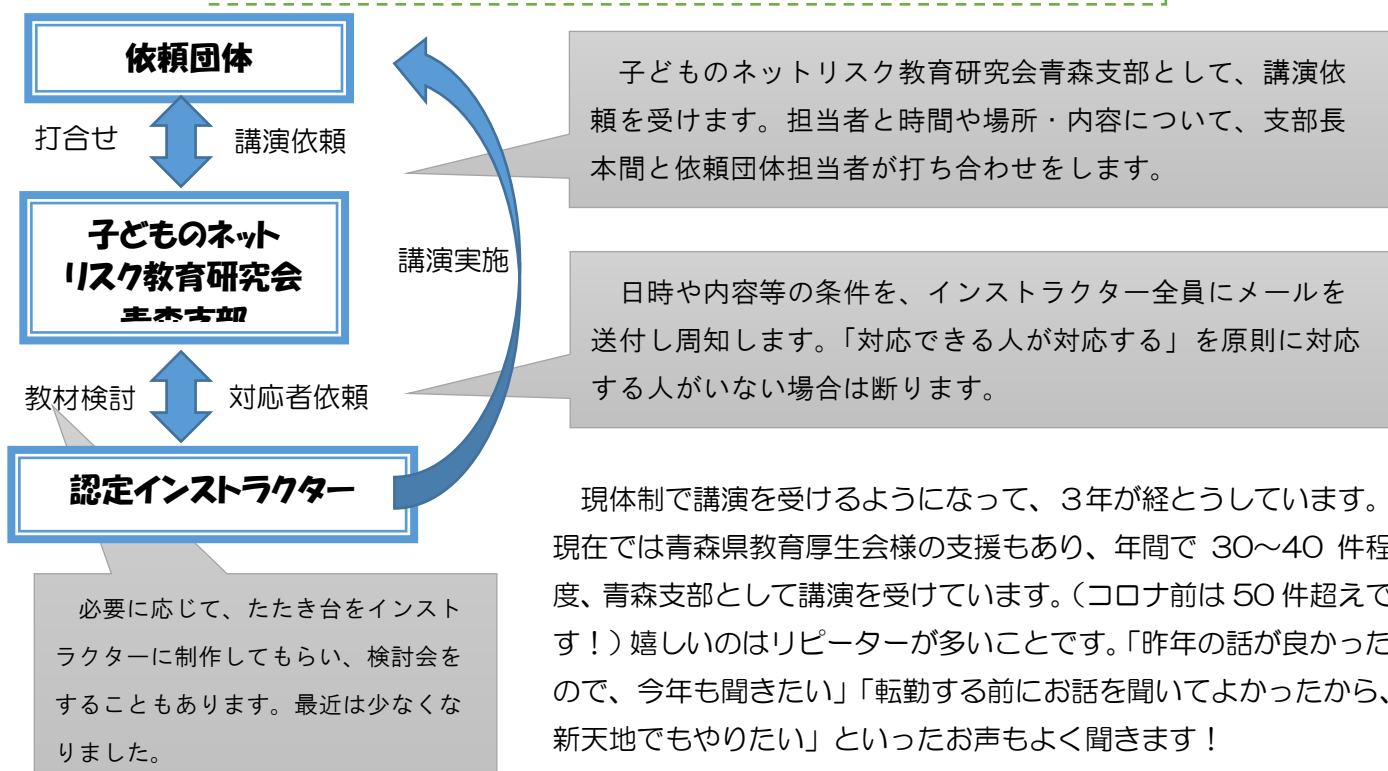 依頼団体
打合せ
講演依頼
子どものネット
リスク教育研究会
青森支部
講演実施
教材検討
対応者依頼
認定インストラクター
必要に応じて、たたき台をインスト
ラクターに制作してもらい、検討会を
することもあります。最近は少なくな
りました。
子どものネットリスク教育研究会青森支部として、講演依
頼を受けます。担当者と時間や場所・内容について、支部長
本間と依頼団体担当者が打ち合わせをします。
日時や内容等の条件を、インストラクター全員にメールを
送付し周知します。「対応できる人が対応する」を原則に対応
する人がいない場合は断ります。
現体制で講演を受けるようになって、3年が経とうしています。
現在では青森県教育厚生会様の支援もあり、年間で 30~40 件程
度、青森支部として講演を受けています。(コロナ前は 50 件超えで
す!)嬉しいのはリピーターが多いことです。「昨年の話が良かった
ので、今年も聞きたい」「転勤する前にお話を聞いてよかったから、
新天地でもやりたい」といったお声もよく聞きます!